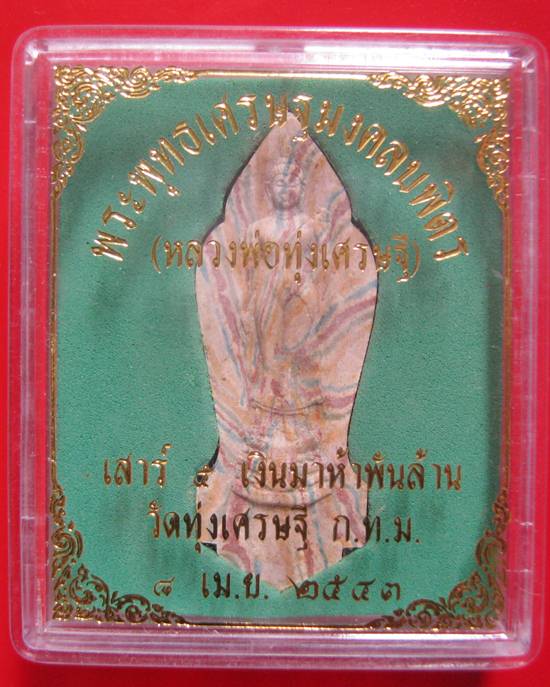 พระพุทธเศรษฐมงคลบพิตร
(หลวงพ่อทุ่งเศรษฐี)
เสาร์ ๕ เงินมาห้าพันล้าน
วัดทุ่งเศรษฐี ก.ท.ม.
๘ เม.ย. ๒๕๔๓